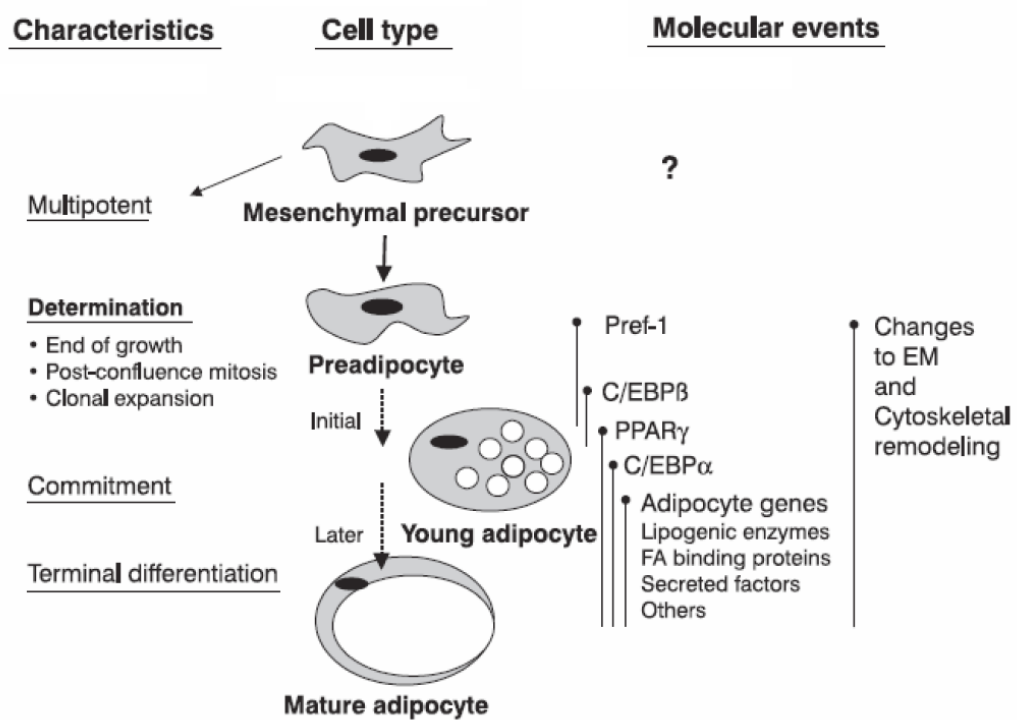 Characteristics
Cell type
Molecular events
?
Multipotent
Mesenchymal precursor
Determination
• End of growth
• Post-confluence mitosis
• Clonal expansion
Preadipocyte
Initial
Pref-1
C/EBPß
PPARγ
C/EBPα
Adipocyte genes
Lipogenic enzymes
FA binding proteins
Secreted factors
Others
Changes
to EM
and
Cytoskeletal
remodeling
Commitment
Later
Young adipocyte
Terminal differentiation
Mature adipocyte